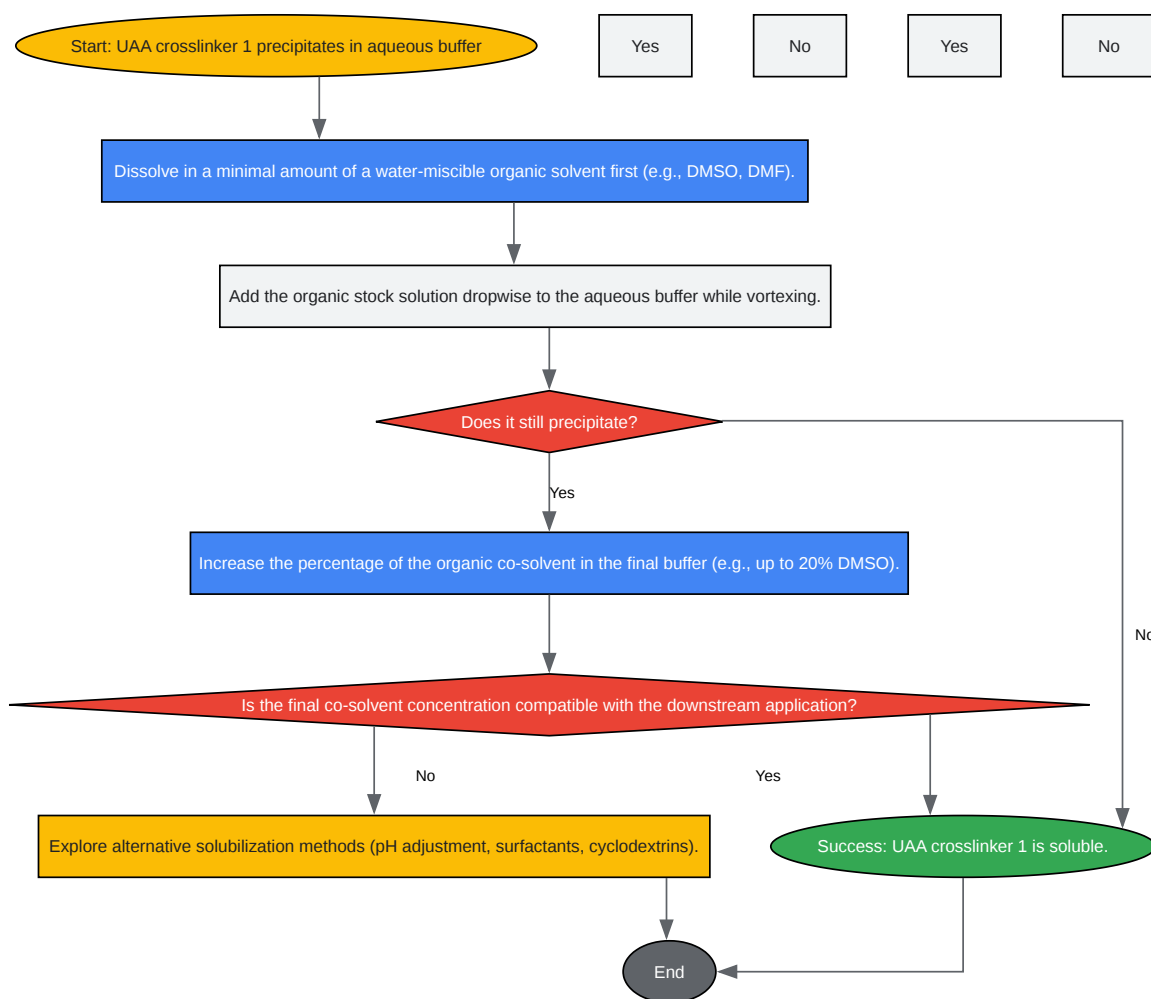 Start: UAA crosslinker 1 precipitates in aqueous buffer
Yes
No
Yes
No
Dissolve in a minimal amount of a water-miscible organic solvent first (e.g., DMSO, DMF).
Add the organic stock solution dropwise to the aqueous buffer while vortexing.
Does it still precipitate?
Yes
Increase the percentage of the organic co-solvent in the final buffer (e.g., up to 20% DMSO).
No
Is the final co-solvent concentration compatible with the downstream application?
No
Yes
Explore alternative solubilization methods (pH adjustment, surfactants, cyclodextrins).
Success: UAA crosslinker 1 is soluble.
End